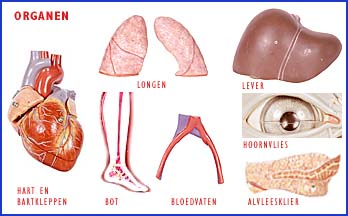 ORGANEN
LONGEN
LEVER
HOORNVLIES
HART EN
BARTKLEPPEN
BOT
BLOEDVATEN
ALVLEESKLIER